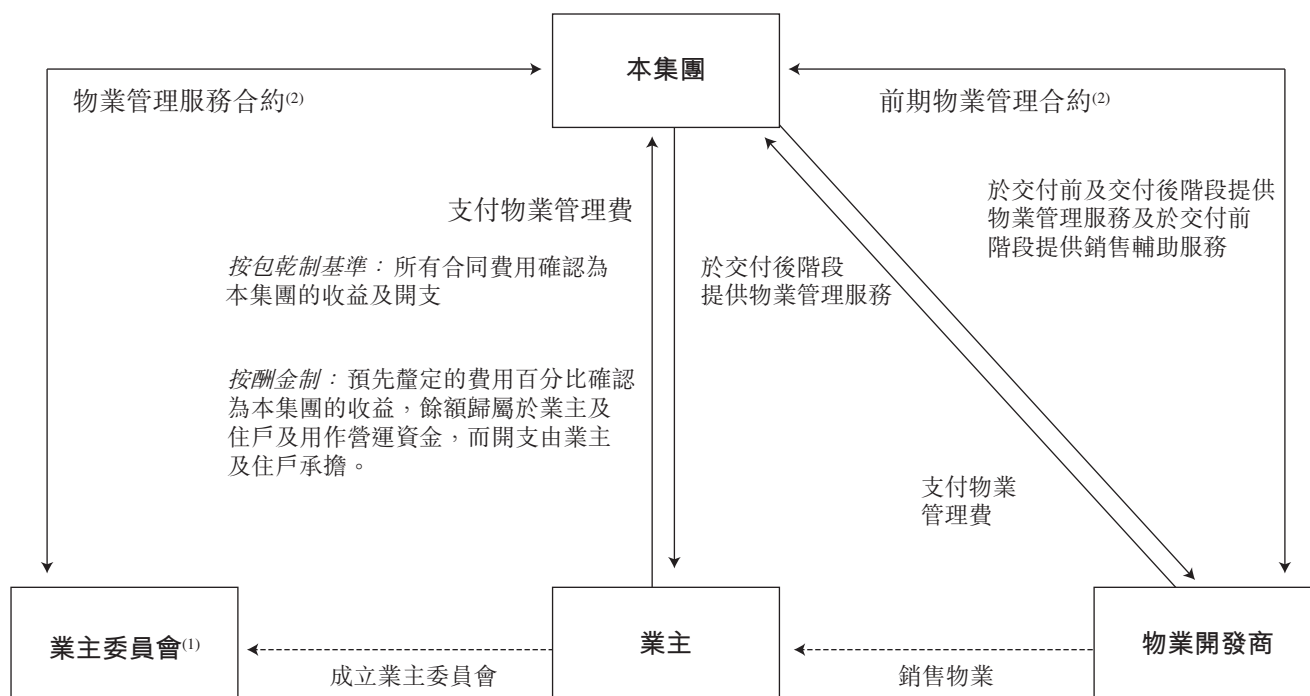 本集團
物業管理服務合約(2)
前期物業管理合約(2)
支付物業管理費
按包乾制基準：所有合同費用確認為
本集團的收益及開支
按酬金制：預先釐定的費用百分比確認
為本集團的收益，餘額歸屬於業主及
住戶及用作營運資金，而開支由業主
及住戶承擔。
於交付後階段
提供物業管理服務
於交付前及交付後階段提供
物業管理服務及於交付前
階段提供銷售輔助服務
支付物業
管理費
業主委員會(1)
成立業主委員會
業主
銷售物業
物業開發商